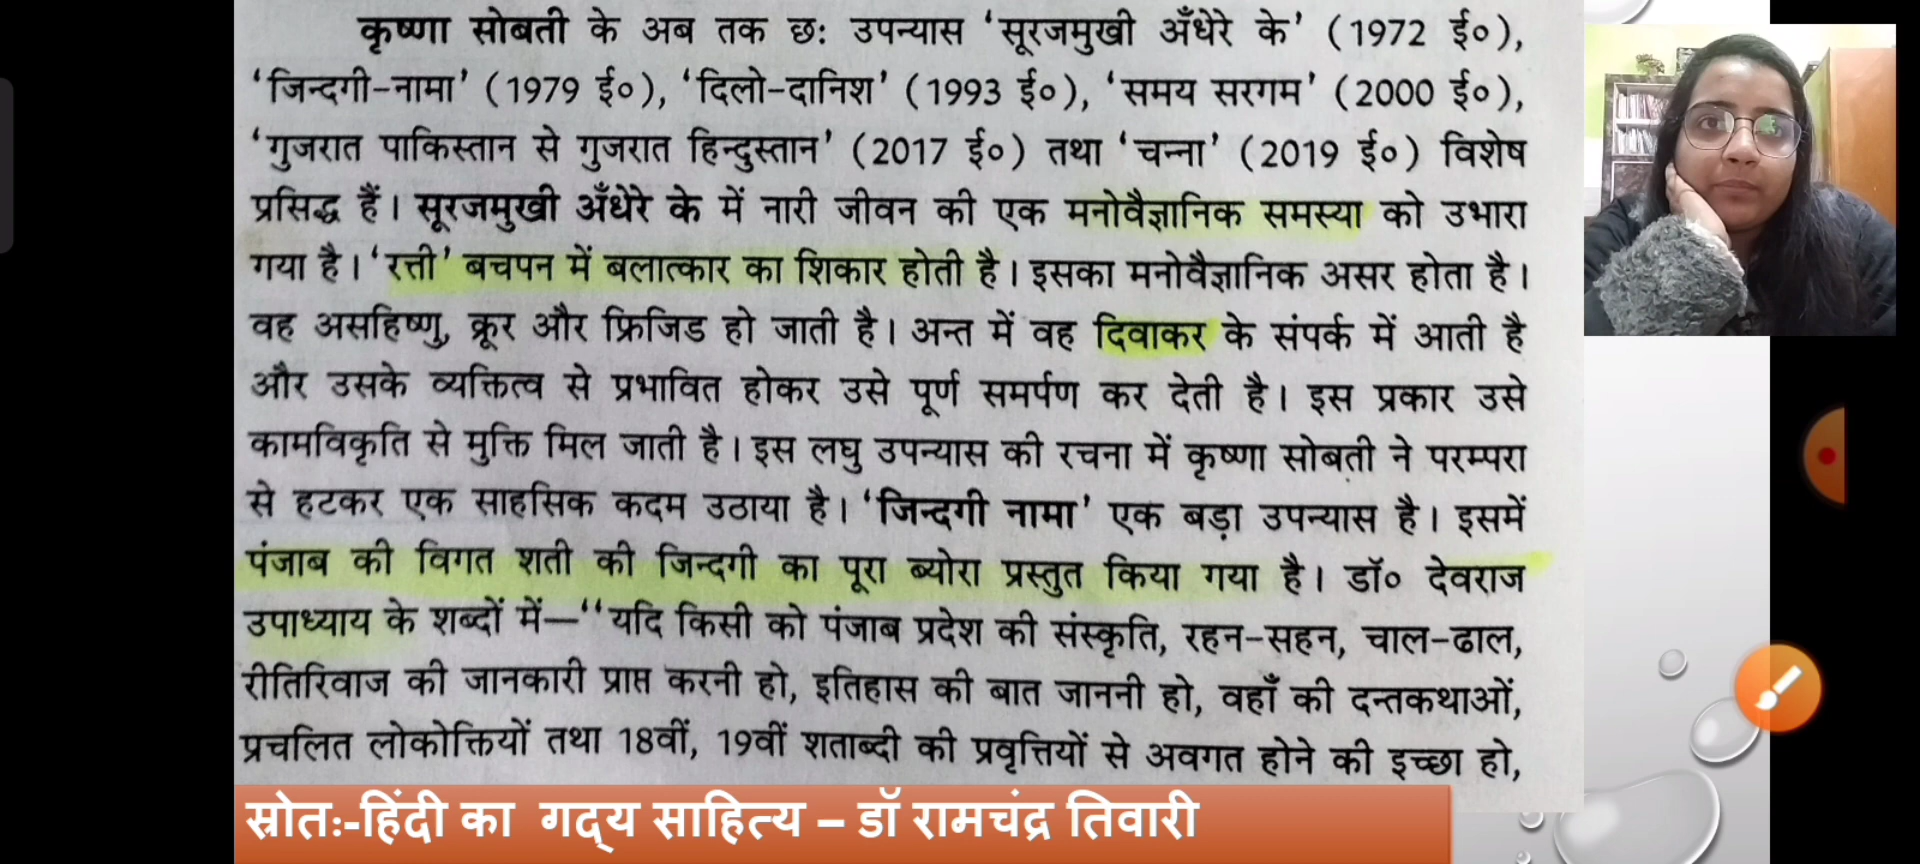 कृष्णा सोबती के अब तक छः उपन्यास ‘सूरजमुखी अँधेरे के’ (1972 ई०),
‘जिन्दगी-नामा’ (1979 ई०), ‘दिलो-दानिश’ (1993 ई०), ‘समय सरगम’ (2000 ई०),
‘गुजरात पाकिस्तान से गुजरात हिन्दुस्तान’ (2017 ई०) तथा ‘चन्ना’ (2019 ई०) विशेष
प्रसिद्ध हैं। सूरजमुखी अँधेरे के में नारी जीवन की एक मनोवैज्ञानिक समस्या को उभारा
गया है। ‘रत्ती’ बचपन में बलात्कार का शिकार होती है। इसका मनोवैज्ञानिक असर होता है।
वह असहिष्णु, क्रूर और फ्रिजिड हो जाती है। अन्त में वह दिवाकर के संपर्क में आती है
और उसके व्यक्तित्व से प्रभावित होकर उसे पूर्ण समर्पण कर देती है। इस प्रकार उसे
कामविकृति से मुक्ति मिल जाती है। इस लघु उपन्यास की रचना में कृष्णा सोबती ने परम्परा
से हटकर एक साहसिक कदम उठाया है। ‘जिन्दगी नामा’ एक बड़ा उपन्यास है। इसमें
पंजाब की विगत शती की जिन्दगी का पूरा ब्योरा प्रस्तुत किया गया है। डॉ० देवराज
उपाध्याय के शब्दों में—‘‘यदि किसी को पंजाब प्रदेश की संस्कृति, रहन-सहन, चाल-ढाल,
रीतिरिवाज की जानकारी प्राप्त करनी हो, इतिहास की बात जाननी हो, वहाँ की दन्तकथाओं,
प्रचलित लोकोक्तियों तथा 18वीं, 19वीं शताब्दी की प्रवृत्तियों से अवगत होने की इच्छा हो,
स्रोतः-हिंदी का गद्य साहित्य – डॉ रामचंद्र तिवारी